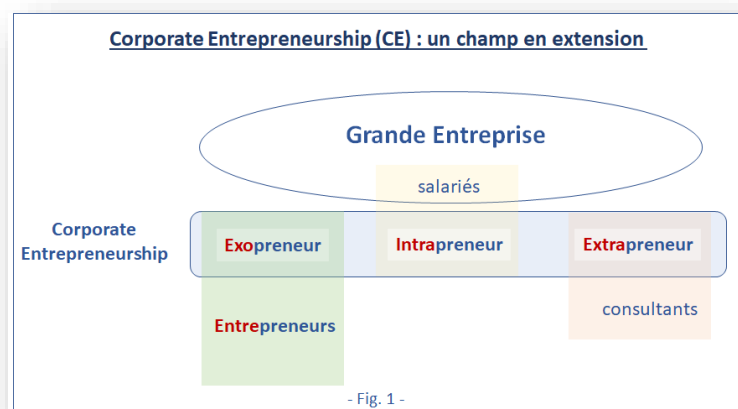 Corporate Entrepreneurship (CE) : un champ en extension
Grande Entreprise
salariés
Corporate
Entrepreneurship
Exopreneur
Intrapreneur
Extrapreneur
Entrepreneurs
consultants
- Fig. 1 -